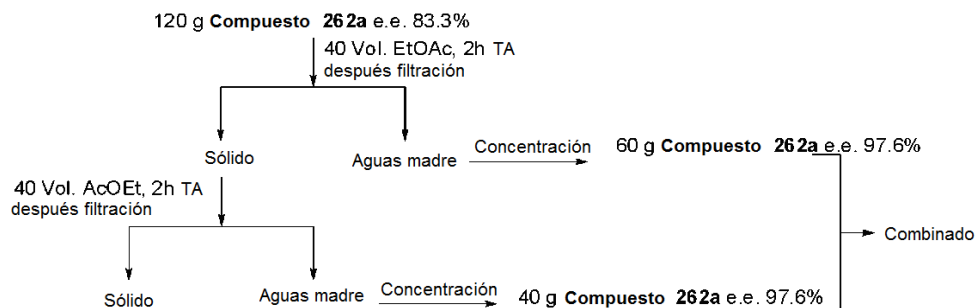 120 g Compuesto 262a e.e. 83.3%
40 Vol. EtOAc, 2h TA
después filtración
Sólido
Aguas madre
Concentración
60 g Compuesto 262a e.e. 97.6%
40 Vol. AcOEt, 2h TA
después filtración
Combinado
Sólido
Aguas madre
Concentración
40 g Compuesto 262a e.e. 97.6%